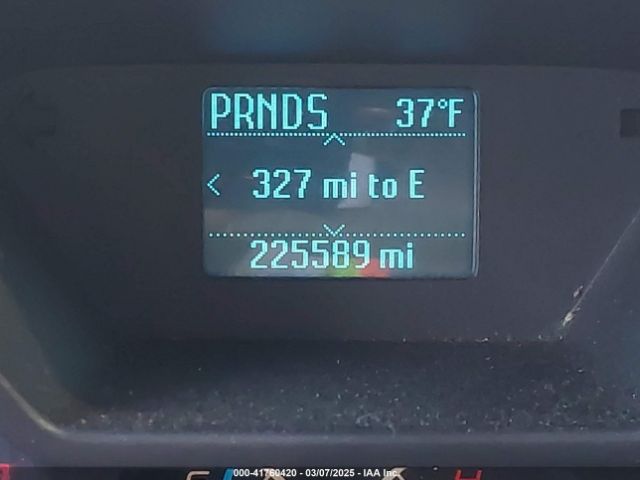 PRNDS 37°F
< 327 mi to E
225589 mi
000-41760420 - 03/07/2025 - IAA Inc.
H